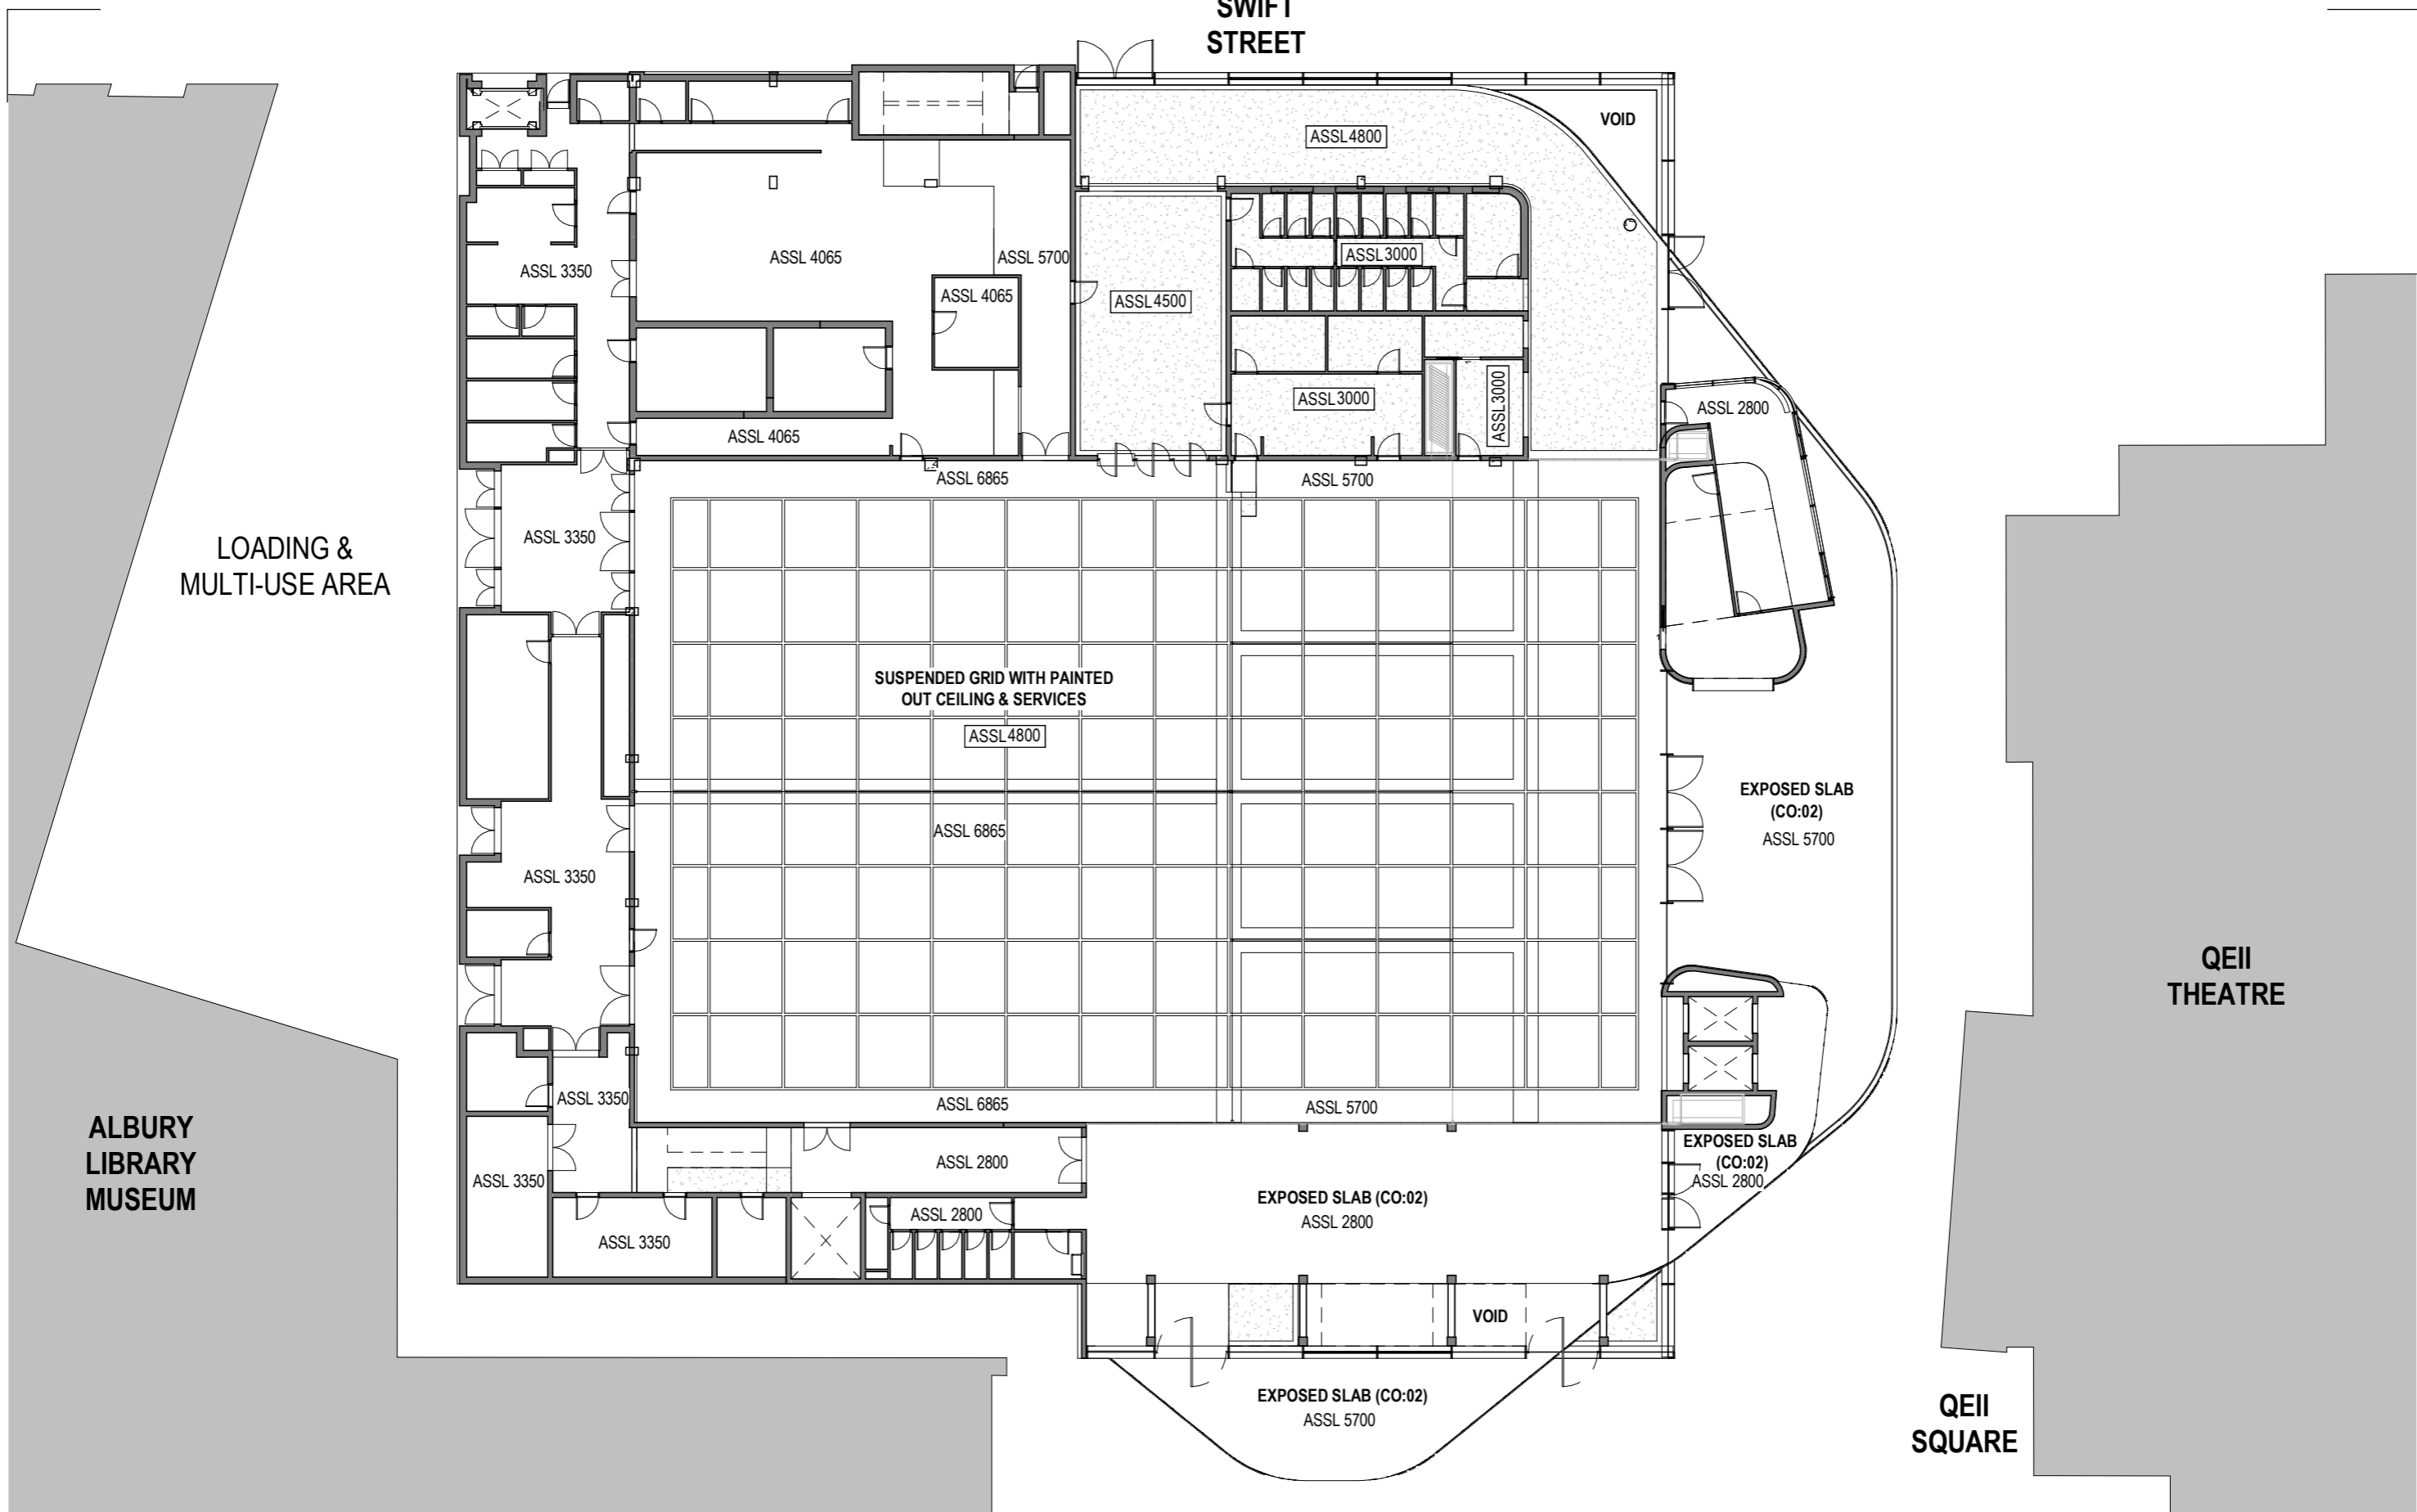 SWIFT
STREET
VOID
ASSL4800
ASSL 3350
ASSL 4065
ASSL 5700
ASSL3000
ASSL 4065
ASSL4500
ASSL3000
ASSL3000
ASSL 2800
ASSL 4065
ASSL 6865
ASSL 5700
ASSL 3350
LOADING &
MULTI-USE AREA
SUSPENDED GRID WITH PAINTED
OUT CEILING & SERVICES
ASSL4800
ASSL 6865
EXPOSED SLAB
(CO:02)
ASSL 5700
ASSL 3350
QEII
THEATRE
ASSL 3350
ASSL 6865
ASSL 5700
ALBURY
LIBRARY
MUSEUM
EXPOSED SLAB
(CO:02)
ASSL 2800
ASSL 2800
ASSL 3350
EXPOSED SLAB (CO:02)
ASSL 2800
ASSL 2800
ASSL 3350
VOID
EXPOSED SLAB (CO:02)
ASSL 5700
QEII
SQUARE